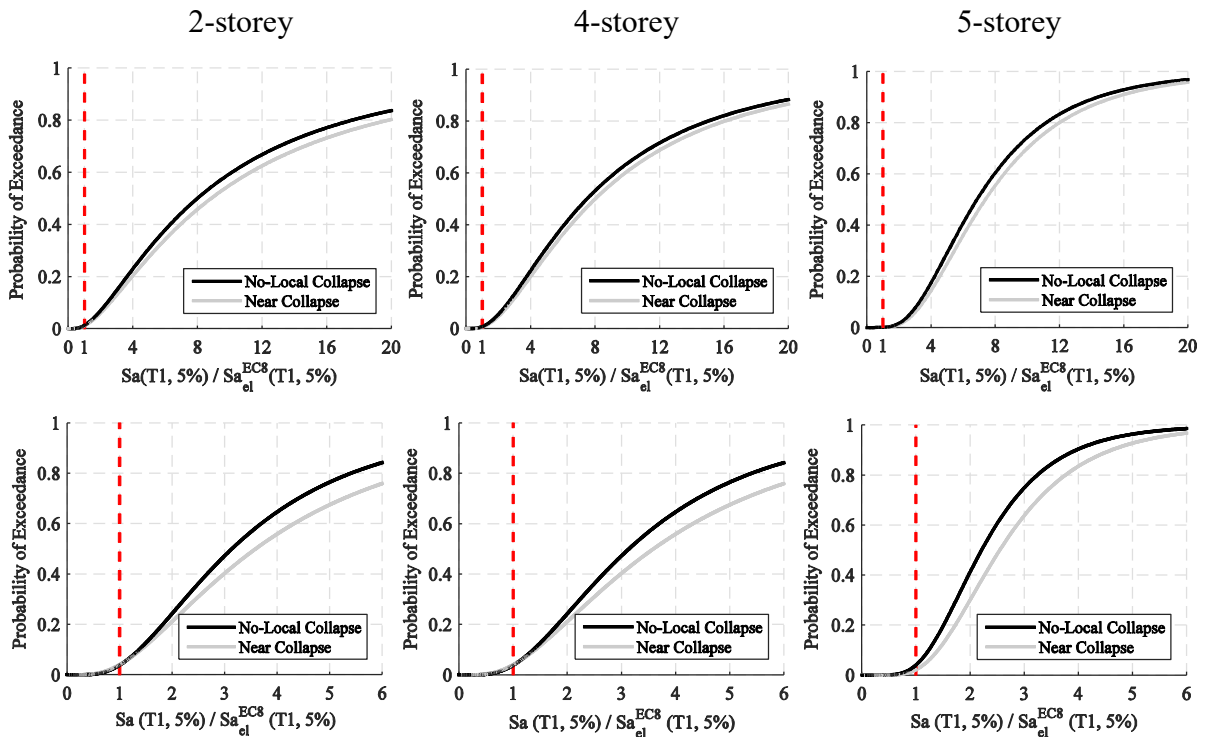 2-storey
4-storey
5-storey
Probability of Exceedance
1
0.8
0.6
0.4
0.2
0
No-Local Collapse
Near Collapse
0 1 4 8 12 16 20
Sa(T1, 5%) / Sa_el^EC8(T1, 5%)
Probability of Exceedance
1
0.8
0.6
0.4
0.2
0
No-Local Collapse
Near Collapse
0 1 4 8 12 16 20
Sa(T1, 5%) / Sa_el^EC8(T1, 5%)
Probability of Exceedance
1
0.8
0.6
0.4
0.2
0
No-Local Collapse
Near Collapse
0 1 4 8 12 16 20
Sa(T1, 5%) / Sa_el^EC8(T1, 5%)
Probability of Exceedance
1
0.8
0.6
0.4
0.2
0
No-Local Collapse
Near Collapse
0 1 2 3 4 5 6
Sa (T1, 5%) / Sa_el^EC8 (T1, 5%)
Probability of Exceedance
1
0.8
0.6
0.4
0.2
0
No-Local Collapse
Near Collapse
0 1 2 3 4 5 6
Sa (T1, 5%) / Sa_el^EC8 (T1, 5%)
Probability of Exceedance
1
0.8
0.6
0.4
0.2
0
No-Local Collapse
Near Collapse
0 1 2 3 4 5 6
Sa (T1, 5%) / Sa_el^EC8 (T1, 5%)